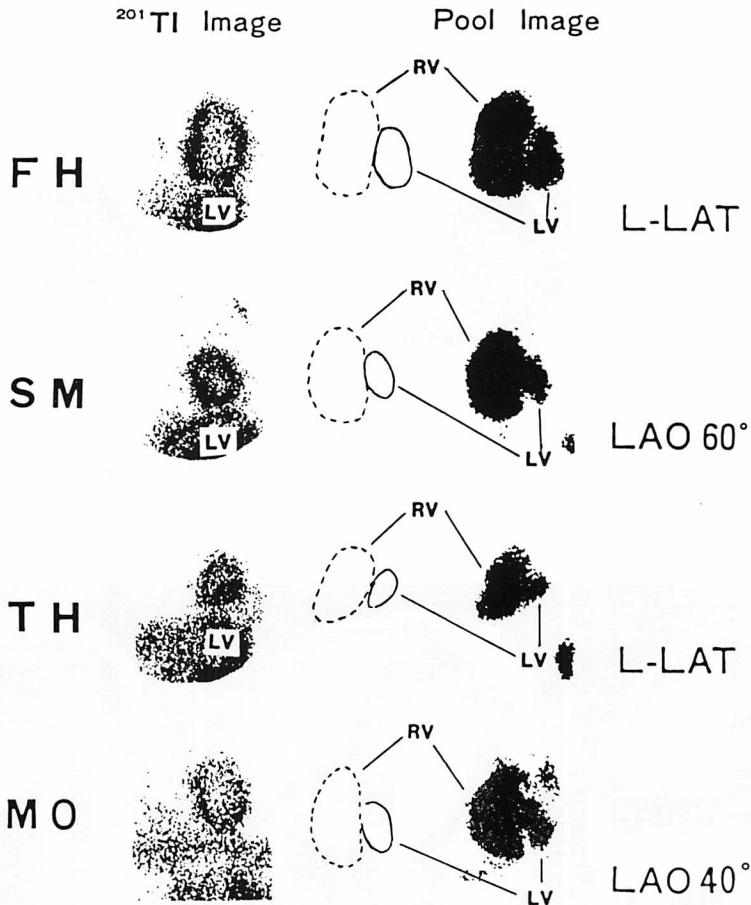 ²⁰¹Tl Image Pool Image
RV
FH
LV
LV
L-LAT
RV
SM
LV
LV
LAO 60°
RV
TH
LV
LV
L-LAT
RV
MO
LV
LAO 40°